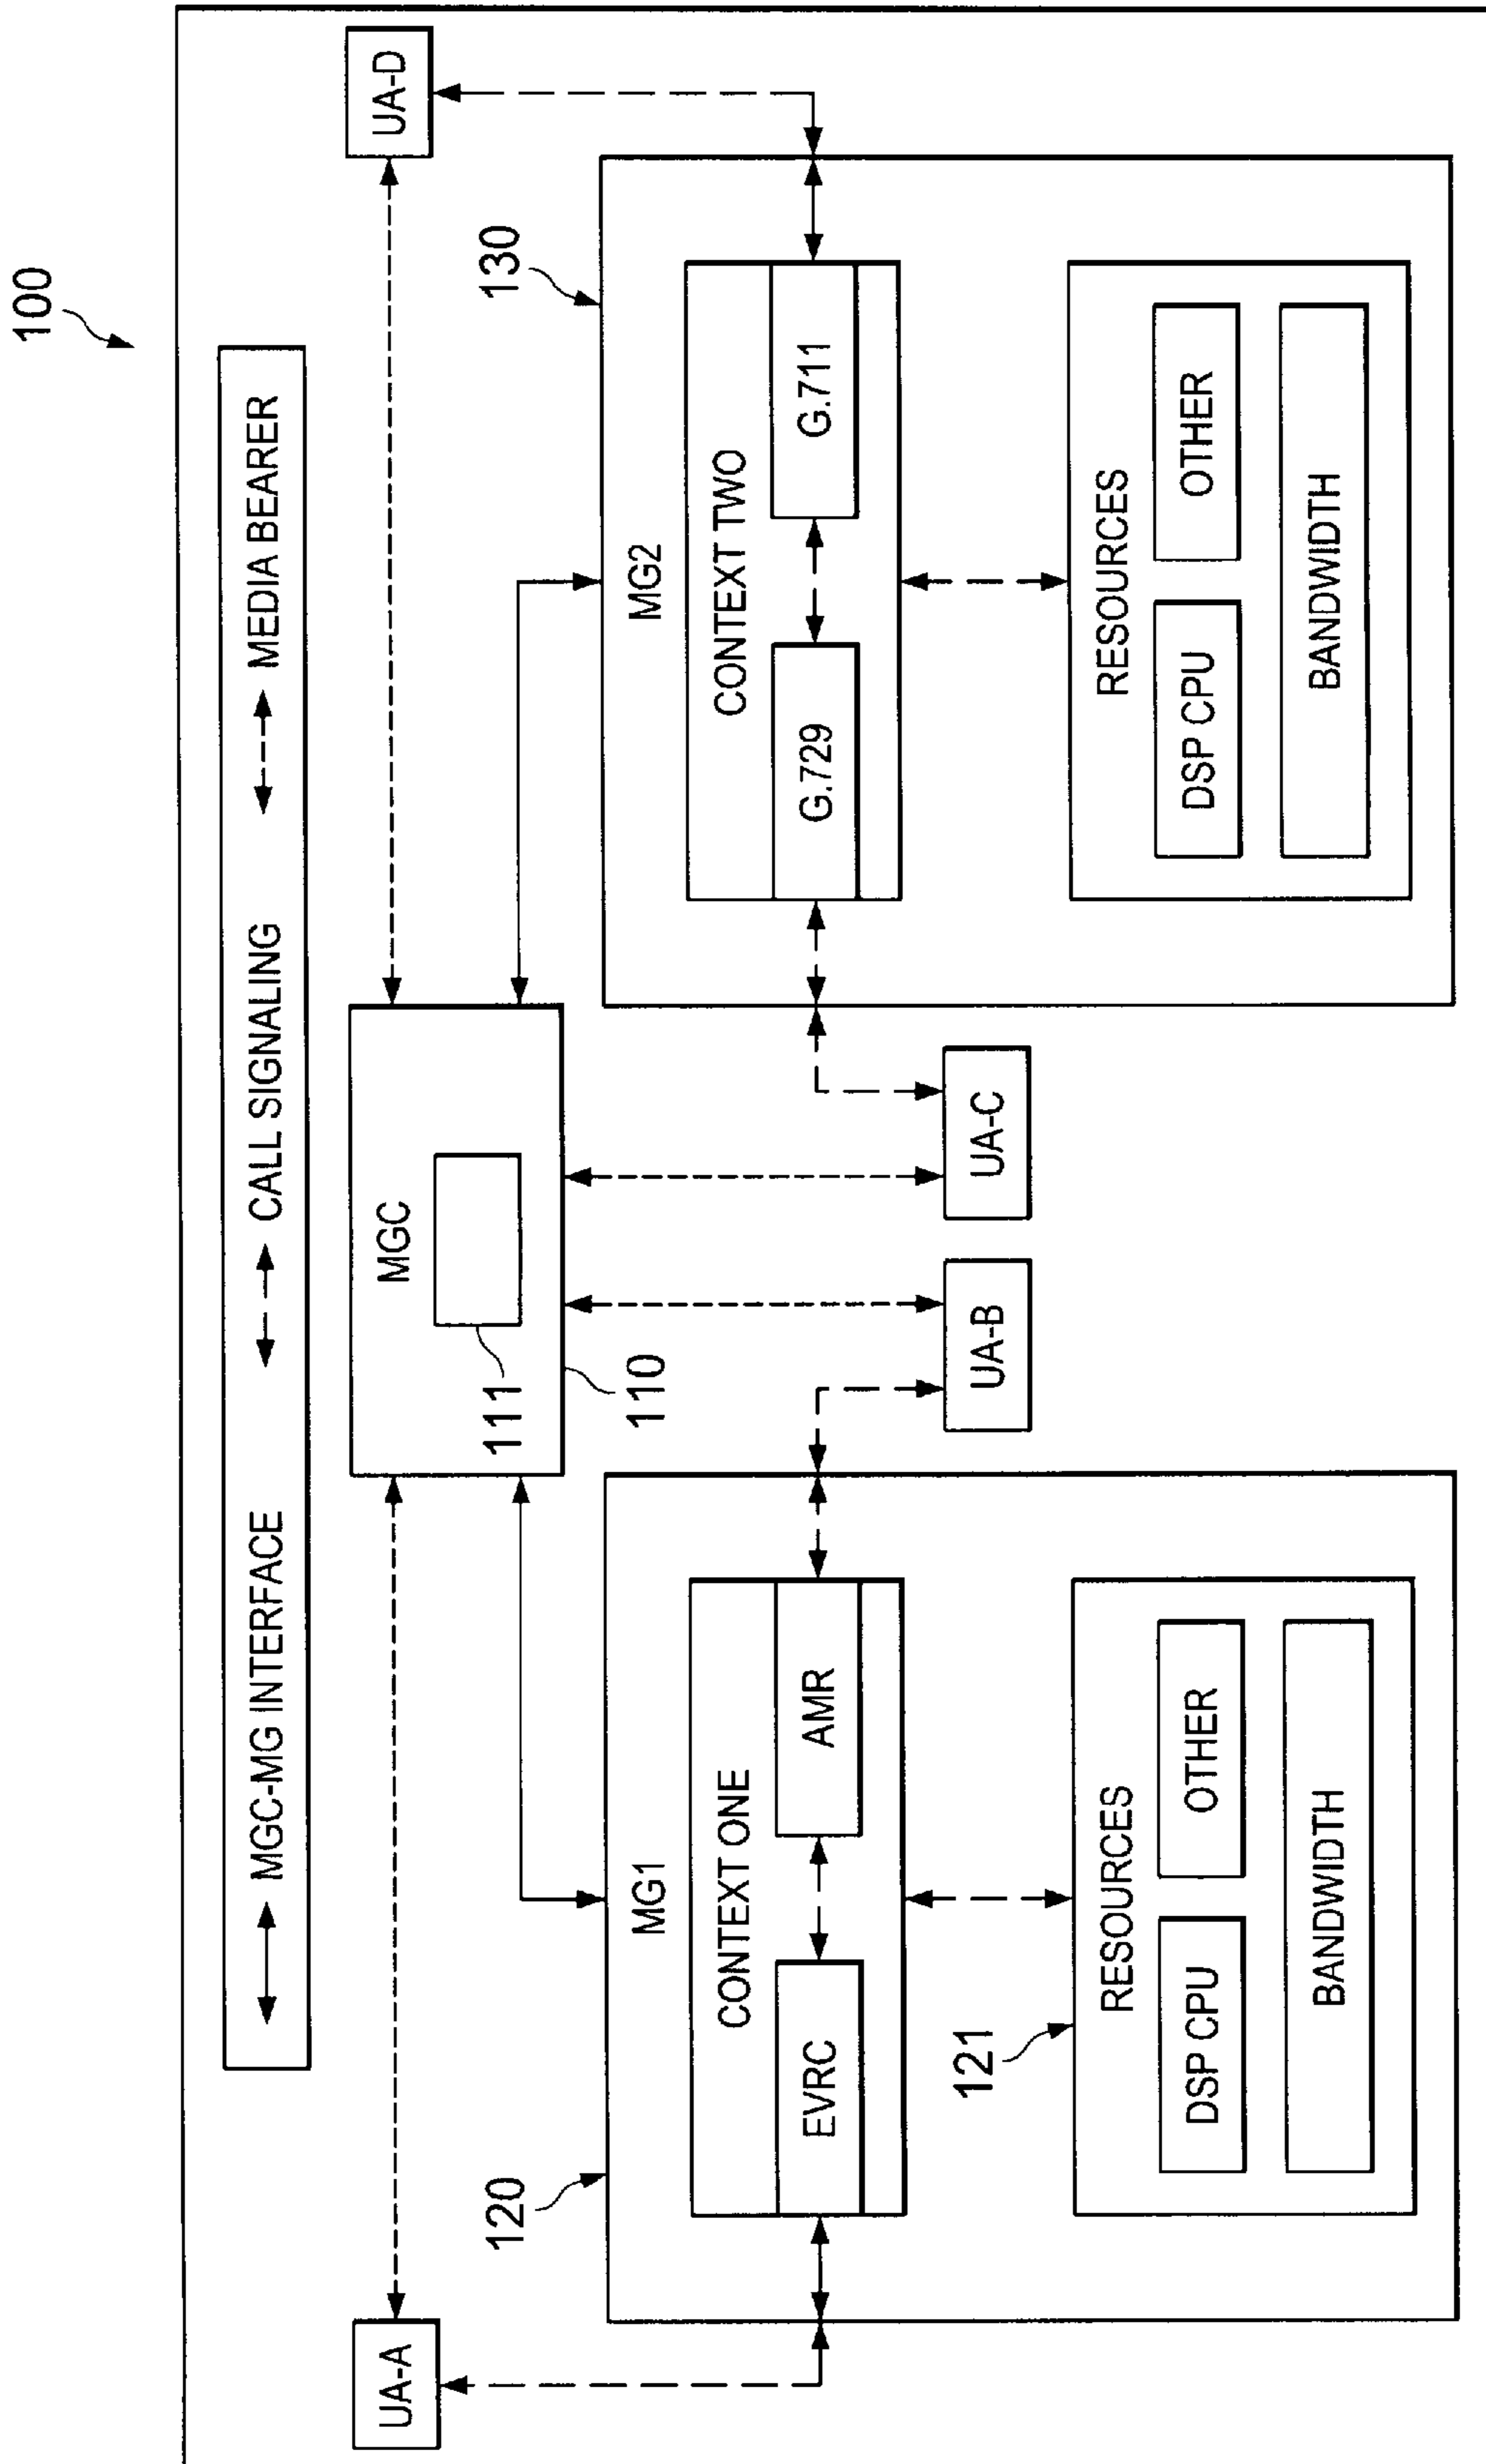 100
MGC-MG INTERFACE
CALL SIGNALING
MEDIA BEARER
UA-A
MGC
111
110
UA-D
120
MG1
CONTEXT ONE
EVRC
AMR
121
RESOURCES
DSP CPU
OTHER
BANDWIDTH
UA-B
UA-C
130
MG2
CONTEXT TWO
G.729
G.711
RESOURCES
DSP CPU
OTHER
BANDWIDTH